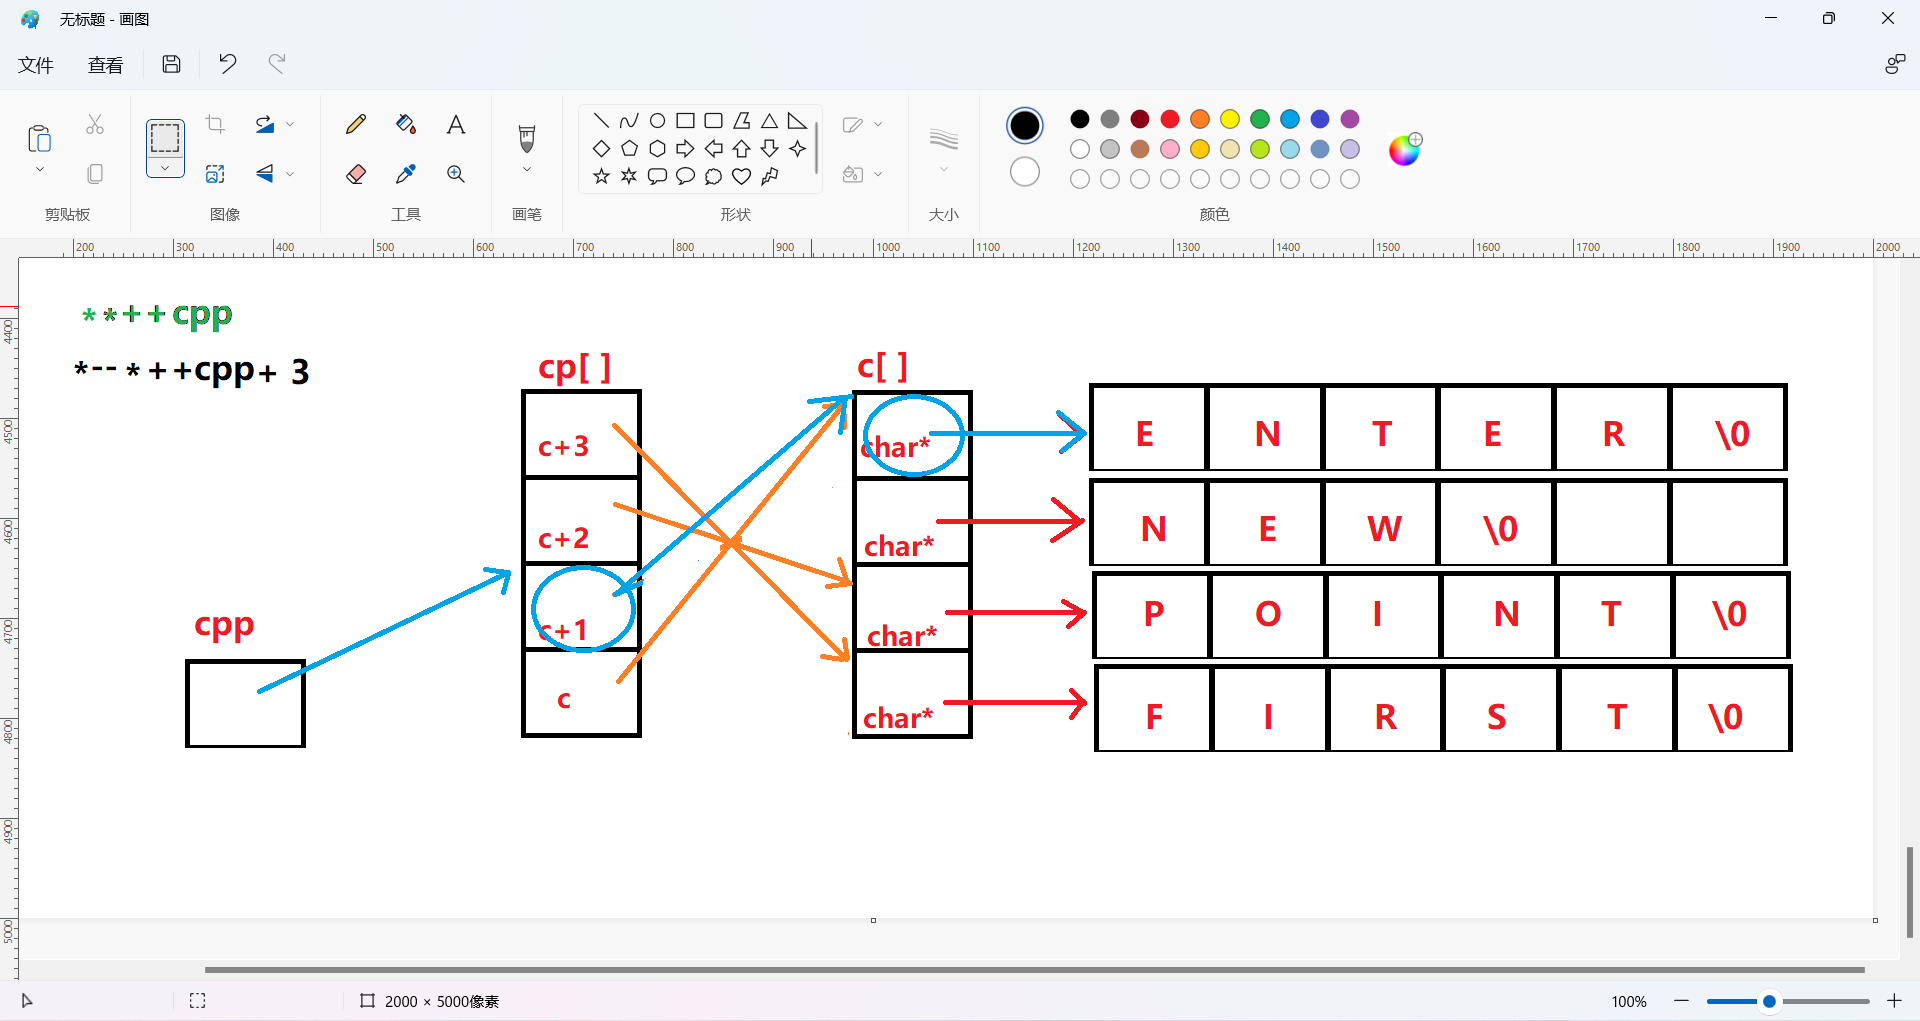 无标题 - 画图
文件 查看
剪贴板 图像 工具 画笔 形状 大小 颜色
200 300 400 500 600 700 800 900 1000 1100 1200 1300 1400 1500 1600 1700 1800 1900 2000
4400
4500
4600
4700
4800
4900
5000
**++cpp
*--*++cpp+ 3
cp[ ] c[ ]
c+3 char* E N T E R \0
c+2 char* N E W \0
cpp c+1 char* P O I N T \0
c char* F I R S T \0
2000 × 5000像素 100%